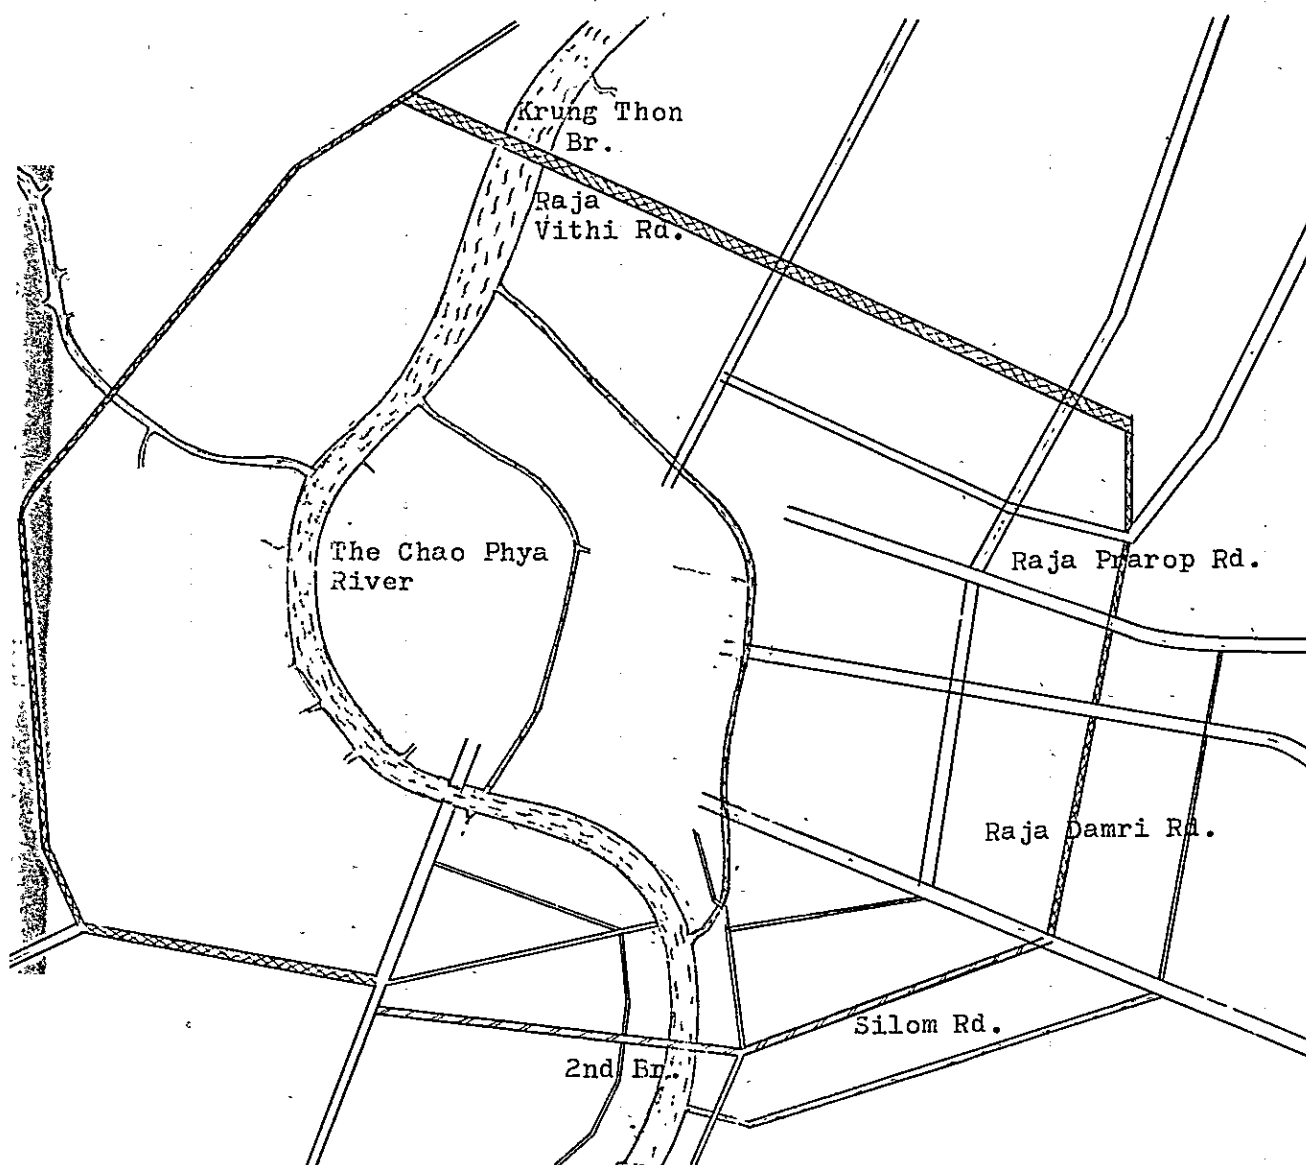 Krung Thon
Br.
Raja
Vithi Rd.
The Chao Phya
River
Raja Prarop Rd.
Raja Damri Rd.
Silom Rd.
2nd Br.